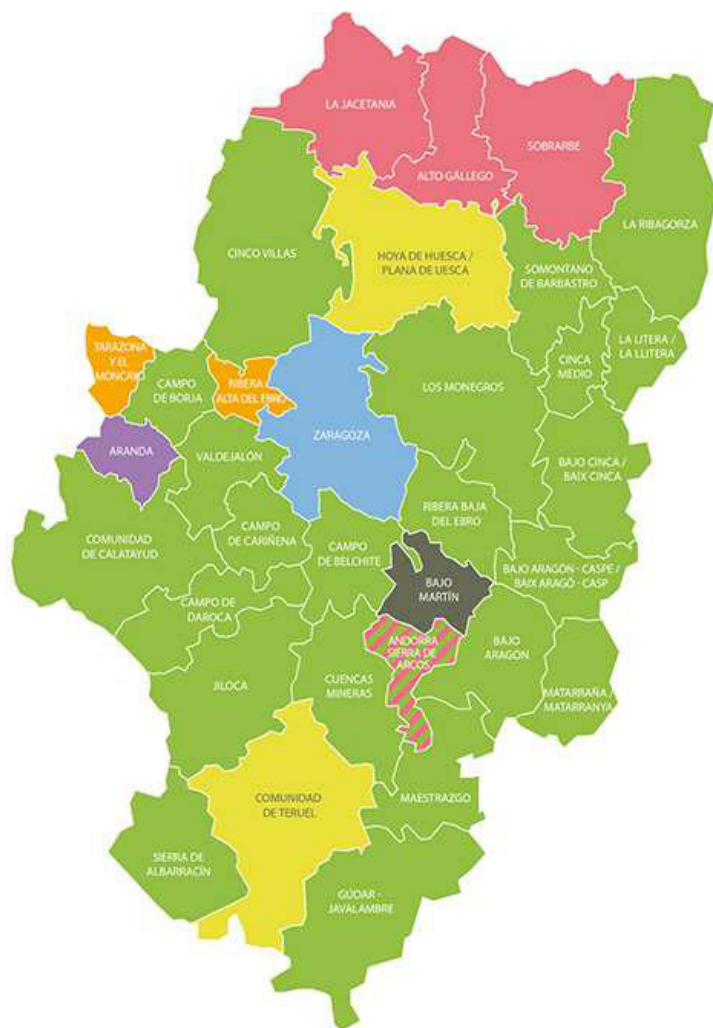 LA JACETANIA
SOBRARBE
ALTO GÁLLEGO
LA RIBAGORZA
CINCO VILLAS
HOYA DE HUESCA /
PLANA DE UESCA
SOMONTANO
DE BARBASTRO
TARAZONA
Y EL
MONCAYO
CAMPO
DE BORJA
RIBERA
ALTA DEL EBRO
LOS MONEGROS
CINCA
MEDIO
LA LITERA /
LA LLITERA
ARANDA
VALDEJALÓN
ZARAGOZA
BAJO CINCA /
BAIX CINCA
COMUNIDAD
DE CALATAYUD
CAMPO
DE CARIÑENA
CAMPO
DE BELCHITE
RIBERA BAJA
DEL EBRO
BAJO
MARTÍN
BAJO ARAGÓN - CASPE /
BAIX ARAGÓ - CASP
CAMPO DE
DAROCA
ANDORRA
SIERRA DE
ARCOS
BAJO
ARAGÓN
JILOCA
CUENCAS
MINERAS
MATARRAÑA /
MATARRANYA
COMUNIDAD
DE TERUEL
MAESTRAZGO
SIERRA DE
ALBARRACÍN
GÚDAR -
JAVALAMBRE